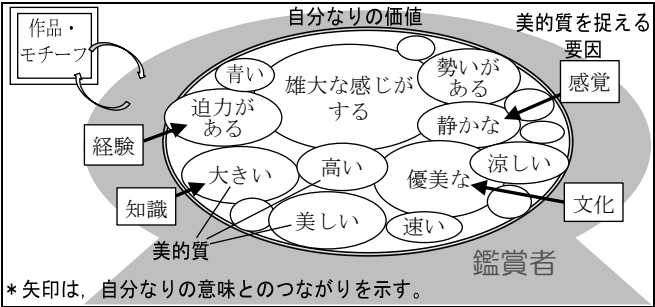 作品・
モチーフ
自分なりの価値
美的質を捉える
要因
青い
雄大な感じが
する
勢いが
ある
感覚
迫力が
ある
静かな
経験
大きい
高い
優美な
涼しい
知識
美しい
速い
文化
美的質
鑑賞者
*矢印は，自分なりの意味とのつながりを示す。